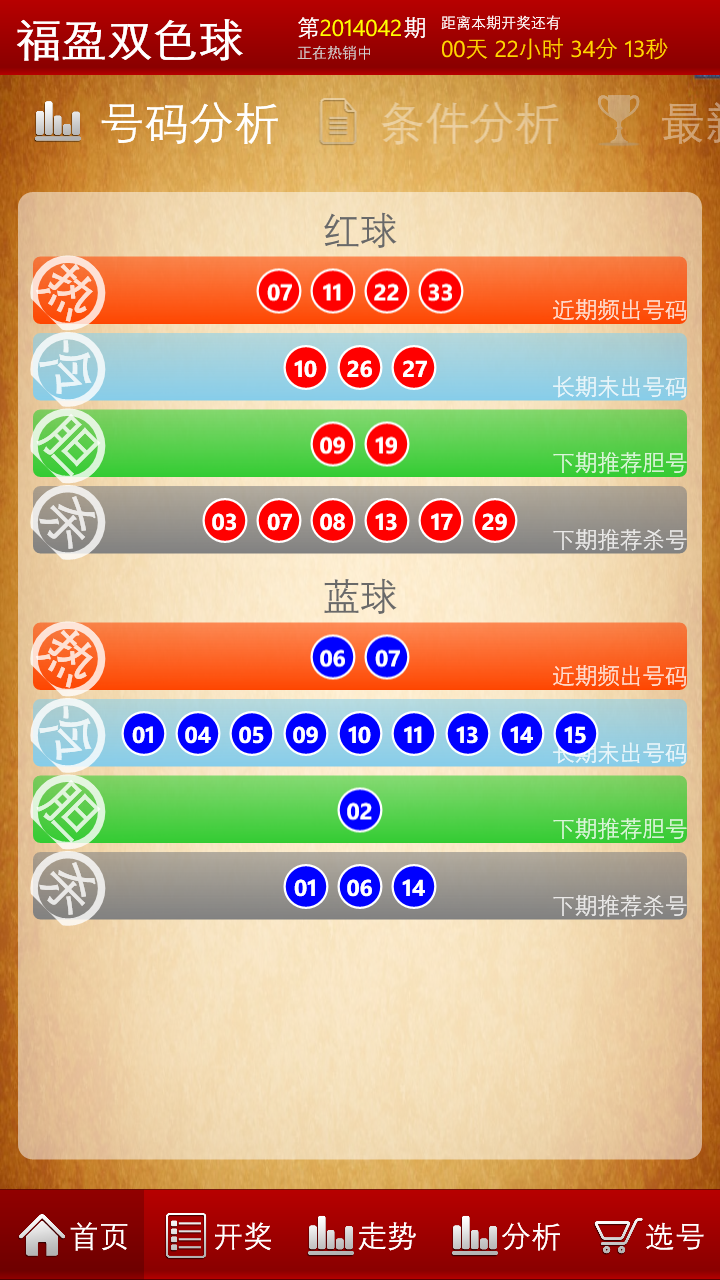 福盈双色球
第2014042期
正在热销中
距离本期开奖还有
00天 22小时 34分 13秒
号码分析 条件分析 最新
红球
热 07 11 22 33 近期频出号码
冷 10 26 27 长期未出号码
胆 09 19 下期推荐胆号
杀 03 07 08 13 17 29 下期推荐杀号
蓝球
热 06 07 近期频出号码
冷 01 04 05 09 10 11 13 14 15 长期未出号码
胆 02 下期推荐胆号
杀 01 06 14 下期推荐杀号
首页 开奖 走势 分析 选号